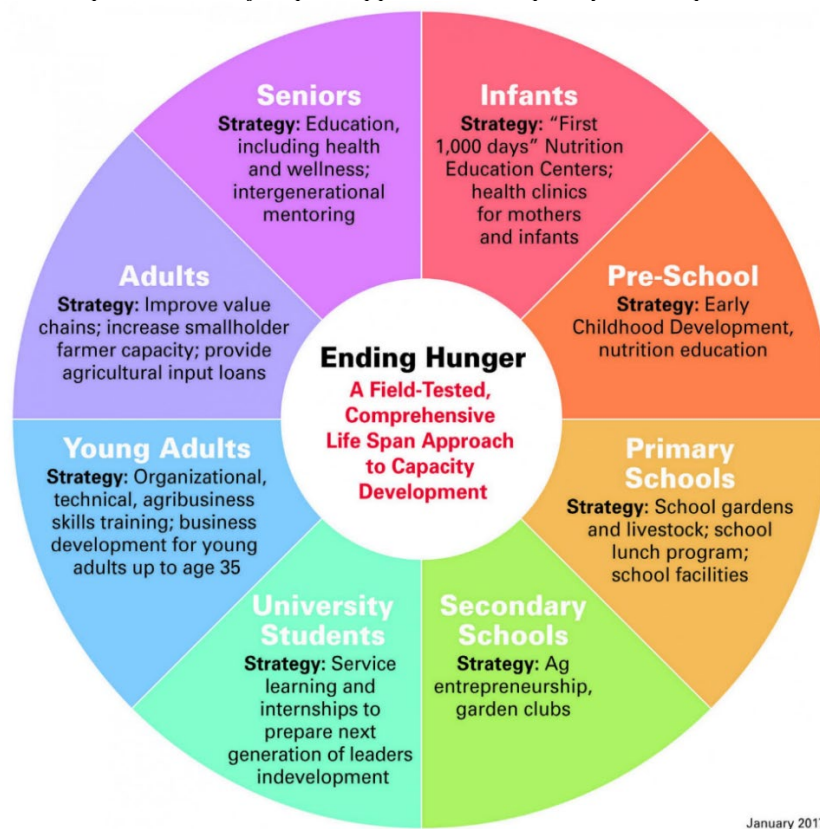 Ending Hunger
A Field-Tested,
Comprehensive
Life Span Approach
to Capacity
Development
Infants
Strategy: “First
1,000 days” Nutrition
Education Centers;
health clinics
for mothers
and infants
Pre-School
Strategy: Early
Childhood Development,
nutrition education
Primary
Schools
Strategy: School gardens
and livestock; school
lunch program;
school facilities
Secondary
Schools
Strategy: Ag
entrepreneurship,
garden clubs
University
Students
Strategy: Service
learning and
internships to
prepare next
generation of leaders
indevelopment
Young Adults
Strategy: Organizational,
technical, agribusiness
skills training; business
development for young
adults up to age 35
Adults
Strategy: Improve value
chains; increase smallholder
farmer capacity; provide
agricultural input loans
Seniors
Strategy: Education,
including health
and wellness;
intergenerational
mentoring
January 2017